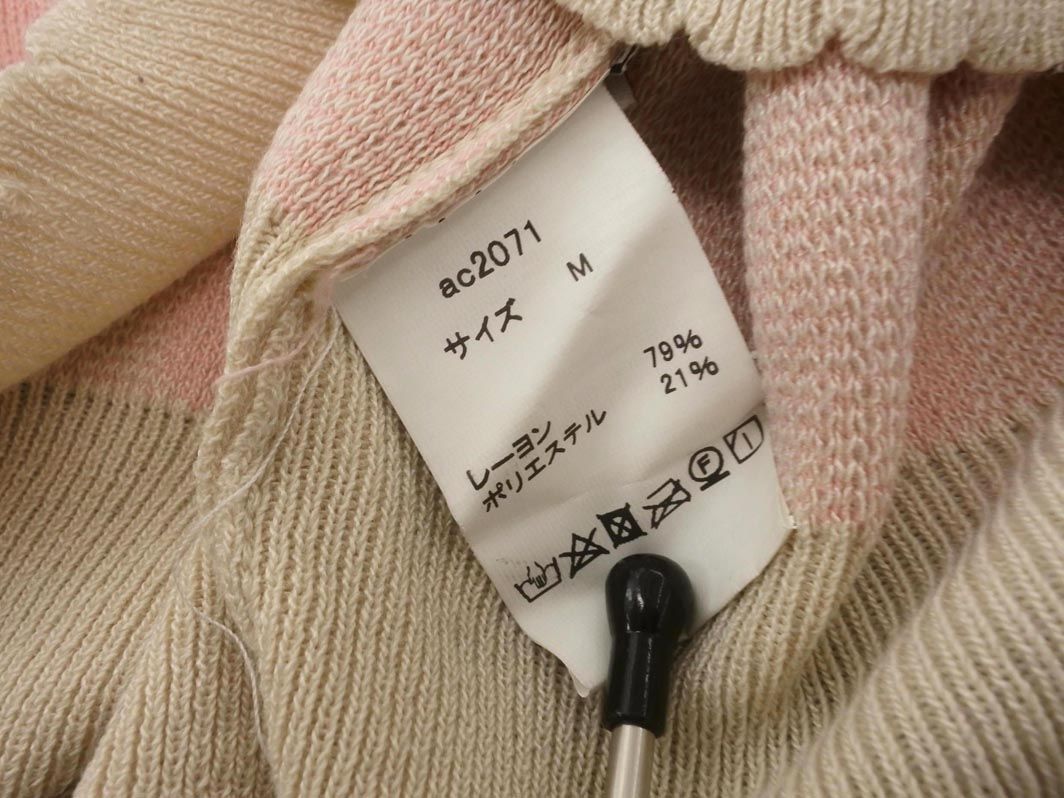 ac2071
サイズ M
レーヨン 79%
ポリエステル 21%
F